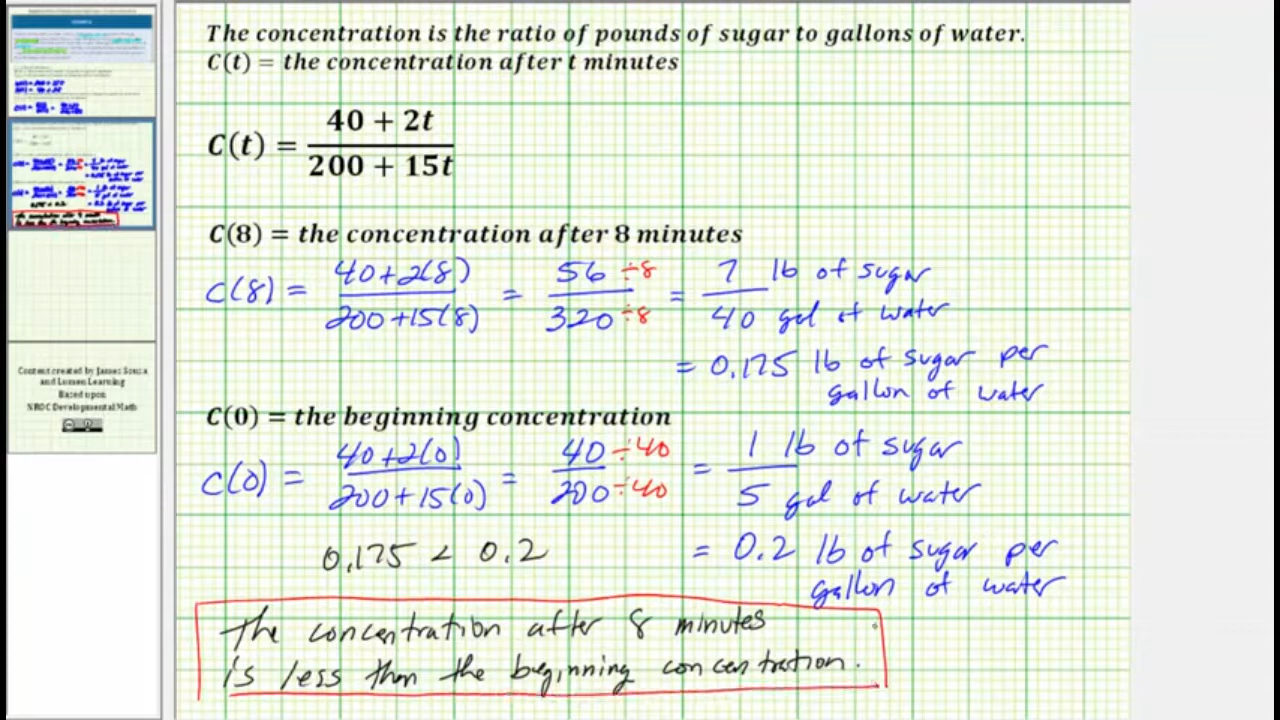 The concentration is the ratio of pounds of sugar to gallons of water.
C(t) = the concentration after t minutes
C(t) = (40 + 2t)/(200 + 15t)
C(8) = the concentration after 8 minutes
C(8) = (40+2(8))/(200+15(8)) = (56 ÷8)/(320 ÷8) = 7/40 lb of sugar / gal of water
= 0.175 lb of sugar per
gallon of water
C(0) = the beginning concentration
C(0) = (40+2(0))/(200+15(0)) = (40 ÷40)/(200 ÷40) = 1/5 lb of sugar / gal of water
0.175 < 0.2
= 0.2 lb of sugar per
gallon of water
The concentration after 8 minutes
is less than the beginning concentration.
Content created by James Sousa
and Lumen Learning
Based upon
NROC Developmental Math